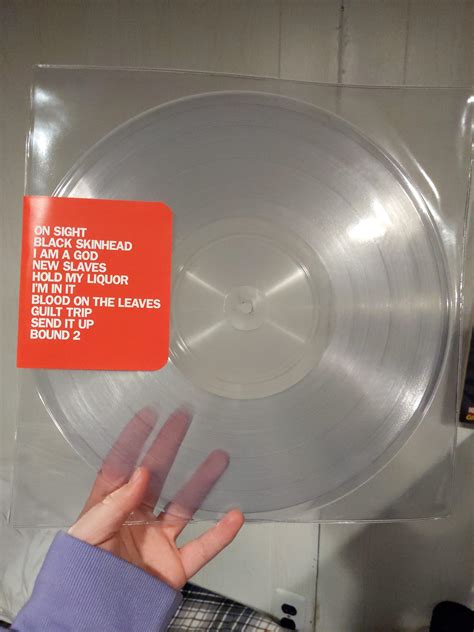 ON SIGHT
BLACK SKINHEAD
I AM A GOD
NEW SLAVES
HOLD MY LIQUOR
I'M IN IT
BLOOD ON THE LEAVES
GUILT TRIP
SEND IT UP
BOUND 2